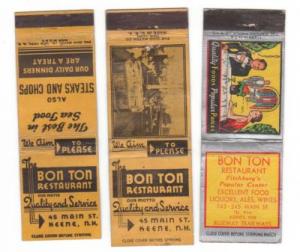 OUR DAILY DINNERS
ARE A TREAT
STEAKS AND CHOPS
ALSO
The Best in
Sea Food
We Aim
TO
PLEASE
The
BON TON
RESTAURANT
OUR MOTTO
Quality and Service
45 MAIN ST.
KEENE, N.H.
CLOSE COVER BEFORE STRIKING
We Aim
TO
PLEASE
The
BON TON
RESTAURANT
OUR MOTTO
Quality and Service
45 MAIN ST.
KEENE, N.H.
CLOSE COVER BEFORE STRIKING
QUALITY FOODS Popular PRICES
BON TON
RESTAURANT
Fitchburg's
Popular Center
EXCELLENT FOOD
LIQUORS, ALES, WINES
MAIN ST.
CLOSE COVER BEFORE STRIKING